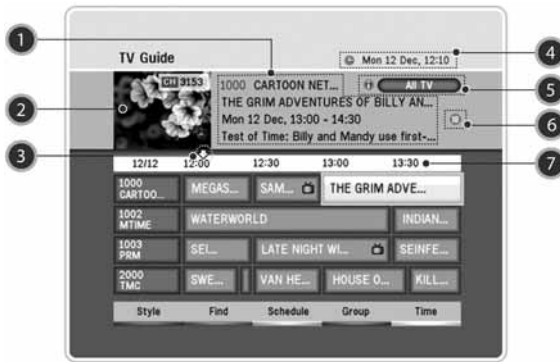 1
2
3
4
5
6
7
TV Guide
Mon 12 Dec, 12:10
CH 3153
1000 CARTOON NET...
All TV
THE GRIM ADVENTURES OF BILLY AN...
Mon 12 Dec, 13:00 - 14:30
Test of Time: Billy and Mandy use first-...
12/12 12:00 12:30 13:00 13:30
1000 CARTOO... MEGAS... SAM... THE GRIM ADVE...
1002 MTIME WATERWORLD INDIAN...
1003 PRM SEI... LATE NIGHT WI... SEINFE...
2000 TMC SWE... VAN HE... HOUSE O... KILL...
Style Find Schedule Group Time